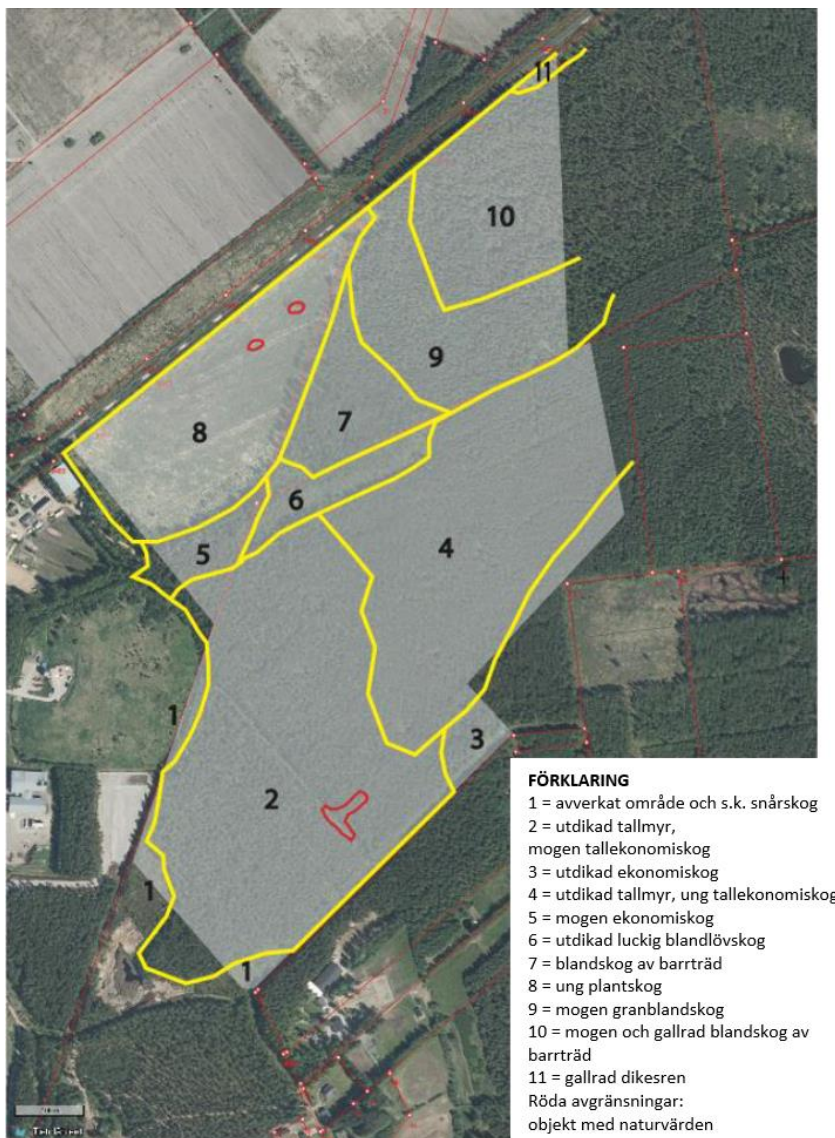 11
10
9
8
7
6
5
4
1
3
2
1
1
FÖRKLARING
1 = avverkat område och s.k. snårskog
2 = utdikad tallmyr,
mogen tallekonomiskog
3 = utdikad ekonomiskog
4 = utdikad tallmyr, ung tallekonomiskog
5 = mogen ekonomiskog
6 = utdikad luckig blandlövskog
7 = blandskog av barrträd
8 = ung plantskog
9 = mogen granblandskog
10 = mogen och gallrad blandskog av
barrträd
11 = gallrad dikesren
Röda avgränsningar:
objekt med naturvärden